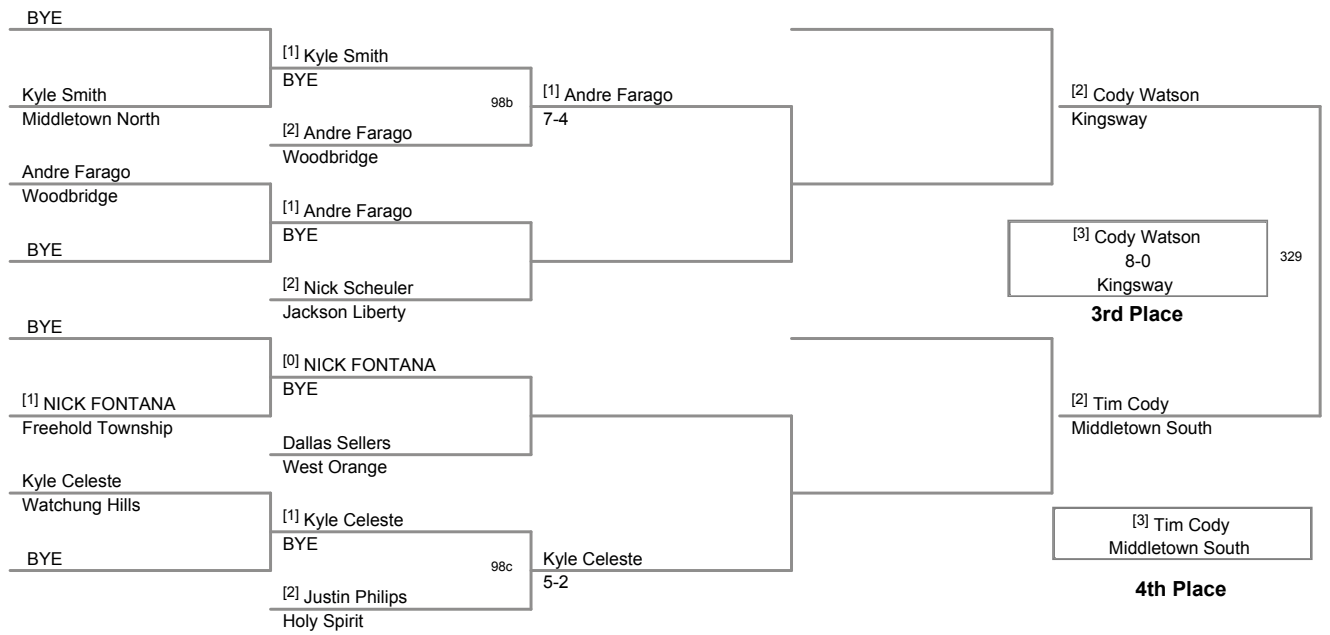 BYE
[1] Kyle Smith
BYE
Kyle Smith
Middletown North
98b
[2] Andre Farago
Woodbridge
[1] Andre Farago
7-4
Andre Farago
Woodbridge
[1] Andre Farago
BYE
BYE
[2] Nick Scheuler
Jackson Liberty
[2] Cody Watson
Kingsway
[3] Cody Watson
8-0
Kingsway
329
3rd Place
BYE
[0] NICK FONTANA
BYE
[1] NICK FONTANA
Freehold Township
Dallas Sellers
West Orange
Kyle Celeste
Watchung Hills
[1] Kyle Celeste
BYE
BYE
98c
[2] Justin Philips
Holy Spirit
Kyle Celeste
5-2
[2] Tim Cody
Middletown South
[3] Tim Cody
Middletown South
4th Place